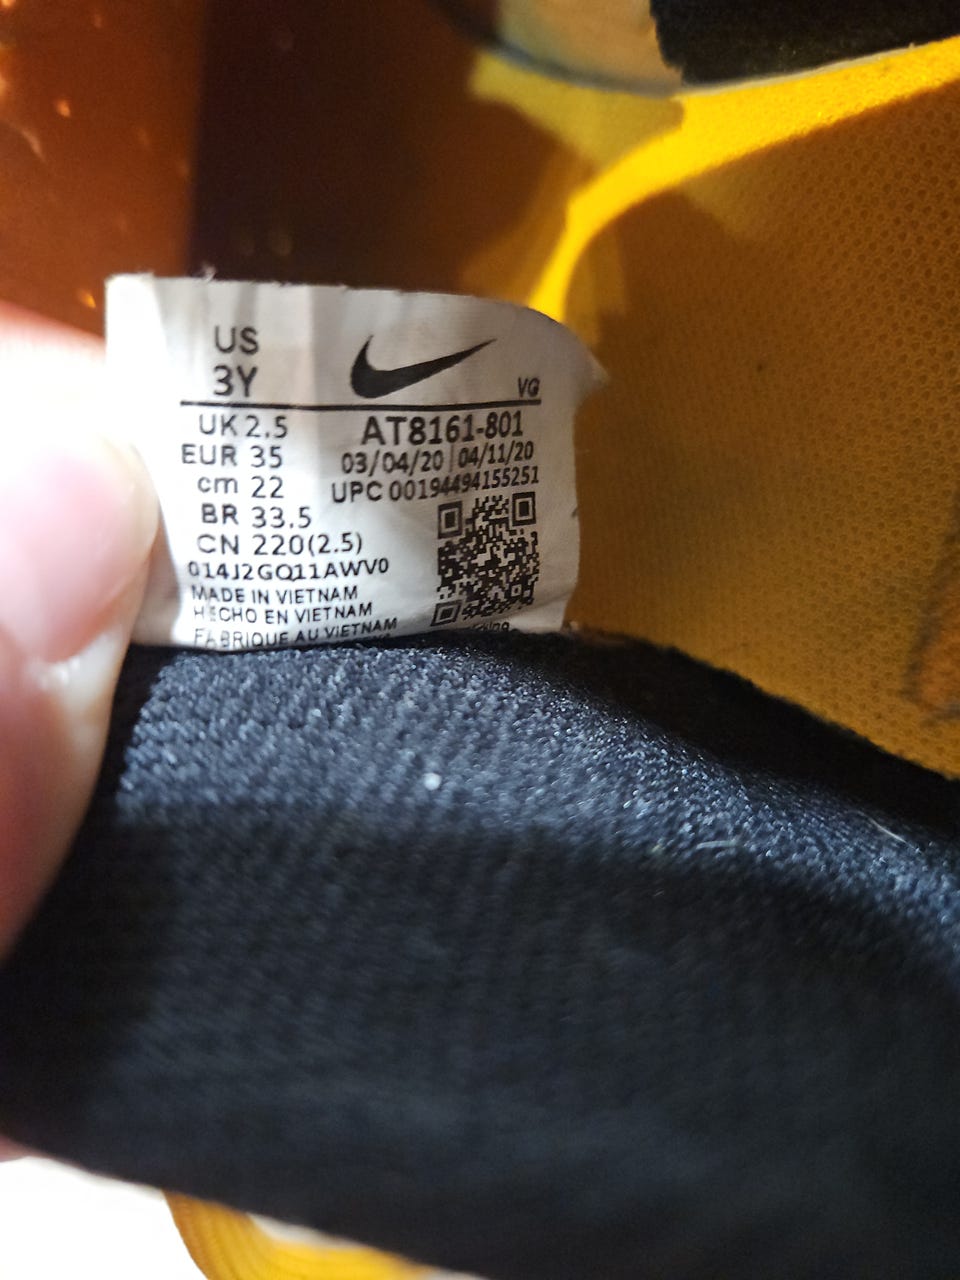 US
3Y
VG
UK 2.5
EUR 35
cm 22
BR 33.5
CN 220(2.5)
014J2GQ11AWV0
MADE IN VIETNAM
HECHO EN VIETNAM
FABRIQUE AU VIETNAM
AT8161-801
03/04/20 04/11/20
UPC 00194494155251